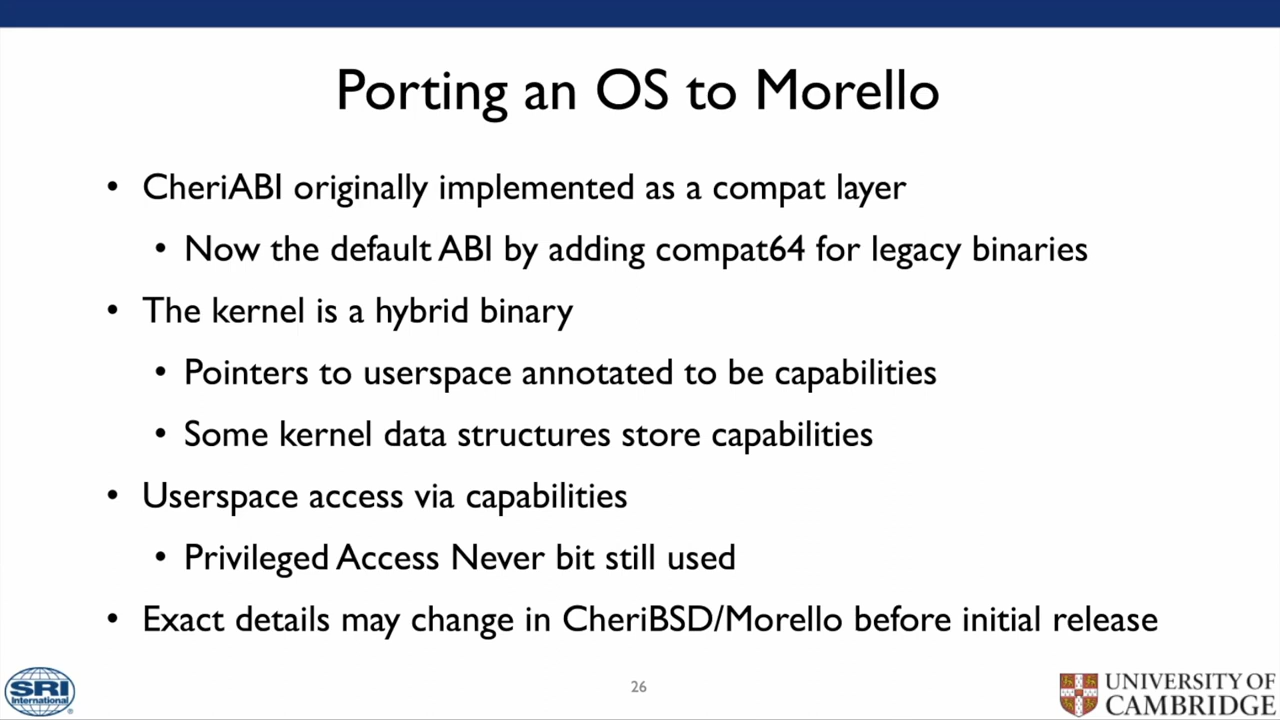 Porting an OS to Morello
• CheriABI originally implemented as a compat layer
• Now the default ABI by adding compat64 for legacy binaries
• The kernel is a hybrid binary
• Pointers to userspace annotated to be capabilities
• Some kernel data structures store capabilities
• Userspace access via capabilities
• Privileged Access Never bit still used
• Exact details may change in CheriBSD/Morello before initial release
SRI
International
26
UNIVERSITY OF
CAMBRIDGE